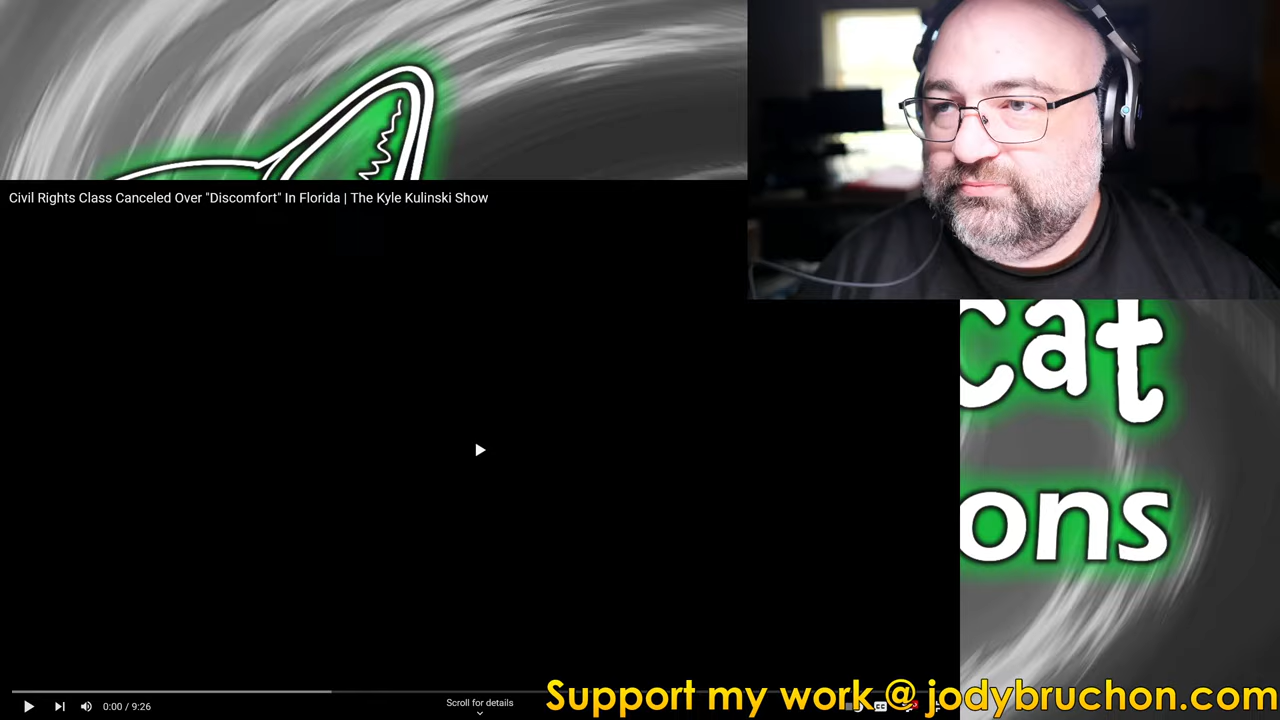 Civil Rights Class Canceled Over "Discomfort" In Florida | The Kyle Kulinski Show
cat
ons
0:00 / 9:26
Scroll for details
Support my work @ jodybruchon.com